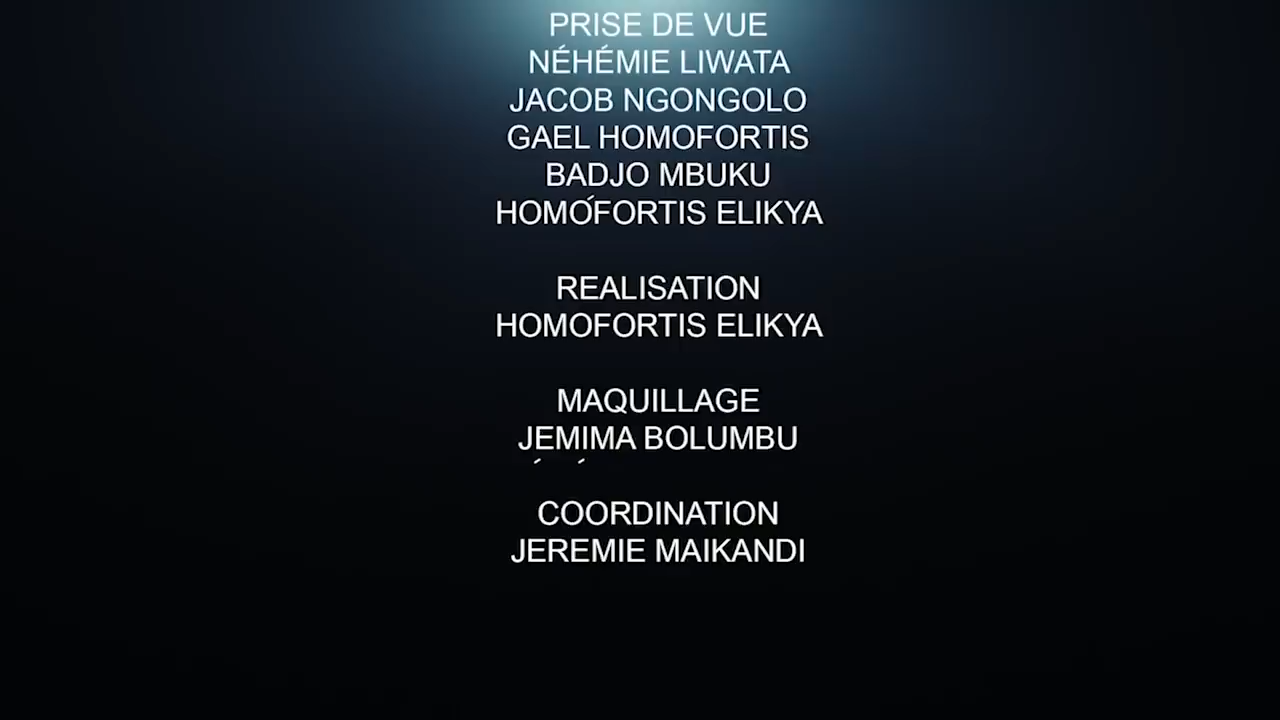 PRISE DE VUE
NÉHÉMIE LIWATA
JACOB NGONGOLO
GAEL HOMOFORTIS
BADJO MBUKU
HOMOFORTIS ELIKYA
REALISATION
HOMOFORTIS ELIKYA
MAQUILLAGE
JEMIMA BOLUMBU
COORDINATION
JEREMIE MAIKANDI